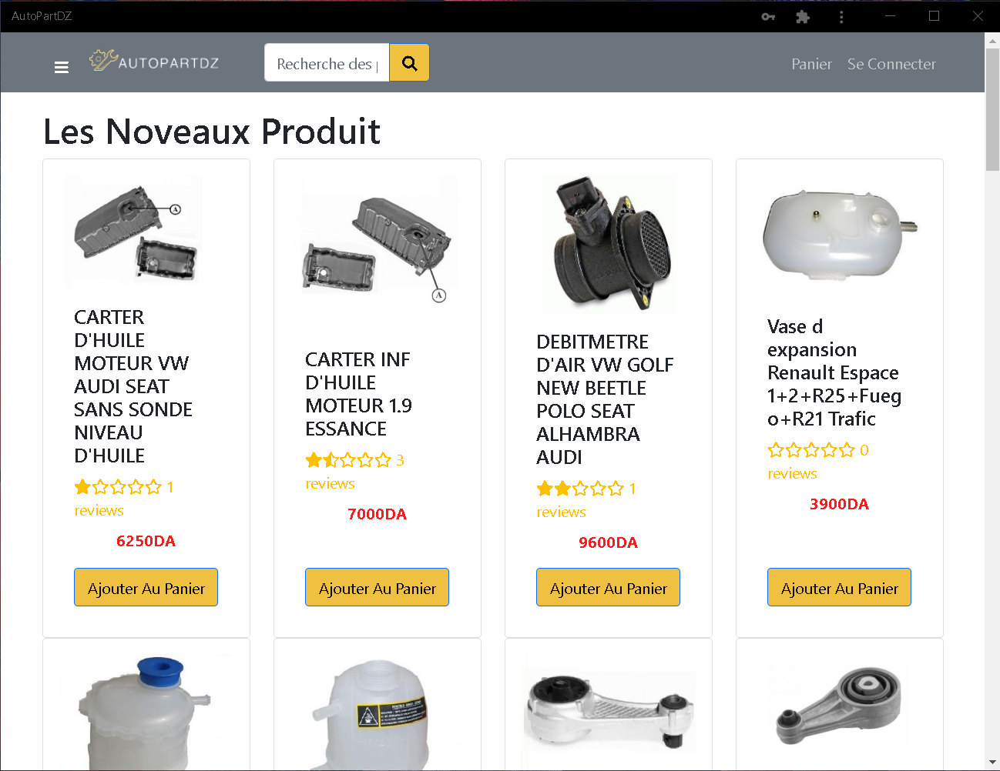 AutoPartDZ
AUTOPARTDZ
Recherche des p
Panier
Se Connecter
Les Noveaux Produit
A
CARTER
D'HUILE
MOTEUR VW
AUDI SEAT
SANS SONDE
NIVEAU
D'HUILE
1
reviews
6250DA
Ajouter Au Panier
A
CARTER INF
D'HUILE
MOTEUR 1.9
ESSANCE
3
reviews
7000DA
Ajouter Au Panier
DEBITMETRE
D'AIR VW GOLF
NEW BEETLE
POLO SEAT
ALHAMBRA
AUDI
1
reviews
9600DA
Ajouter Au Panier
Vase d
expansion
Renault Espace
1+2+R25+Fueg
o+R21 Trafic
0
reviews
3900DA
Ajouter Au Panier